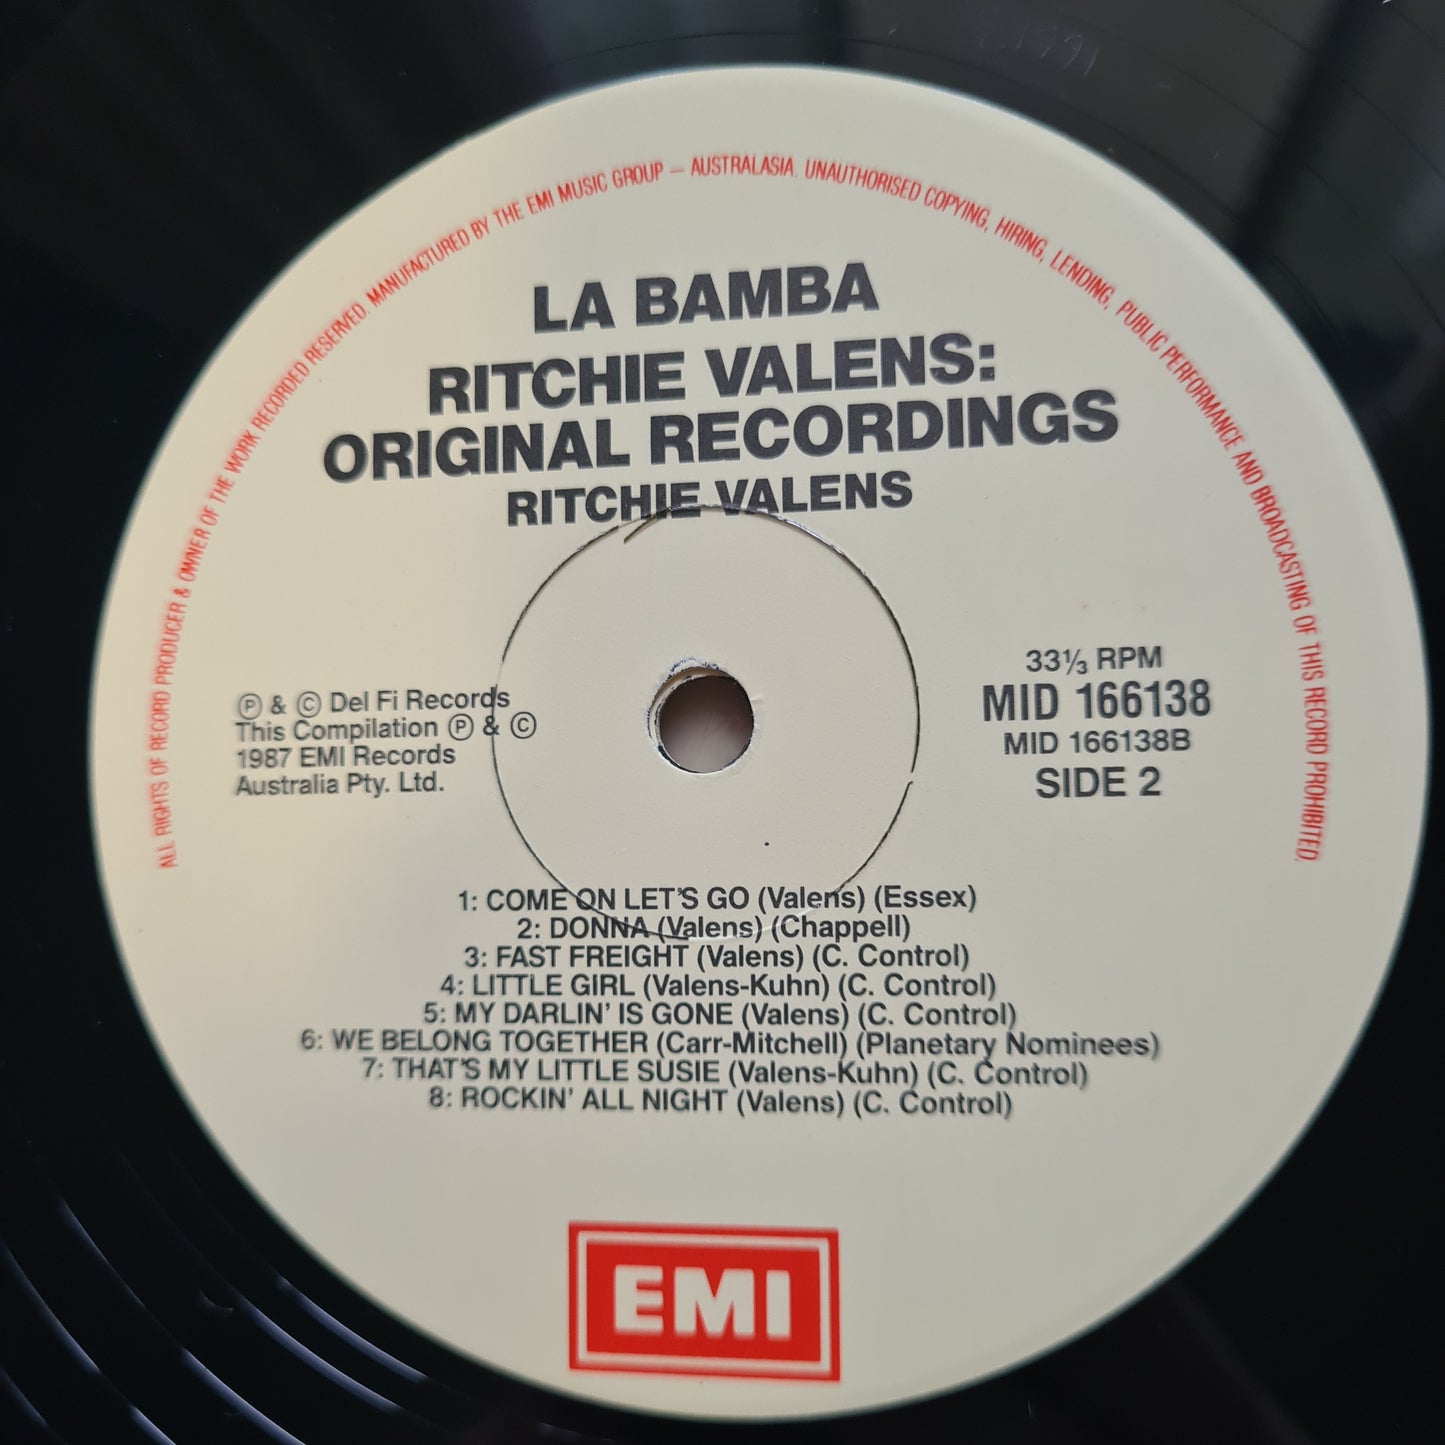 ALL RIGHTS OF RECORD PRODUCER & OWNER OF THE WORK RECORDED RESERVED. MANUFACTURED BY THE EMI MUSIC GROUP – AUSTRALASIA. UNAUTHORISED COPYING, HIRING, LENDING, PUBLIC PERFORMANCE AND BROADCASTING OF THIS RECORD PROHIBITED.
LA BAMBA
RITCHIE VALENS:
ORIGINAL RECORDINGS
RITCHIE VALENS
Ⓟ & © Del Fi Records
This Compilation Ⓟ & ©
1987 EMI Records
Australia Pty. Ltd.
33⅓ RPM
MID 166138
MID 166138B
SIDE 2
1: COME ON LET'S GO (Valens) (Essex)
2: DONNA (Valens) (Chappell)
3: FAST FREIGHT (Valens) (C. Control)
4: LITTLE GIRL (Valens-Kuhn) (C. Control)
5: MY DARLIN' IS GONE (Valens) (C. Control)
6: WE BELONG TOGETHER (Carr-Mitchell) (Planetary Nominees)
7: THAT'S MY LITTLE SUSIE (Valens-Kuhn) (C. Control)
8: ROCKIN' ALL NIGHT (Valens) (C. Control)
EMI